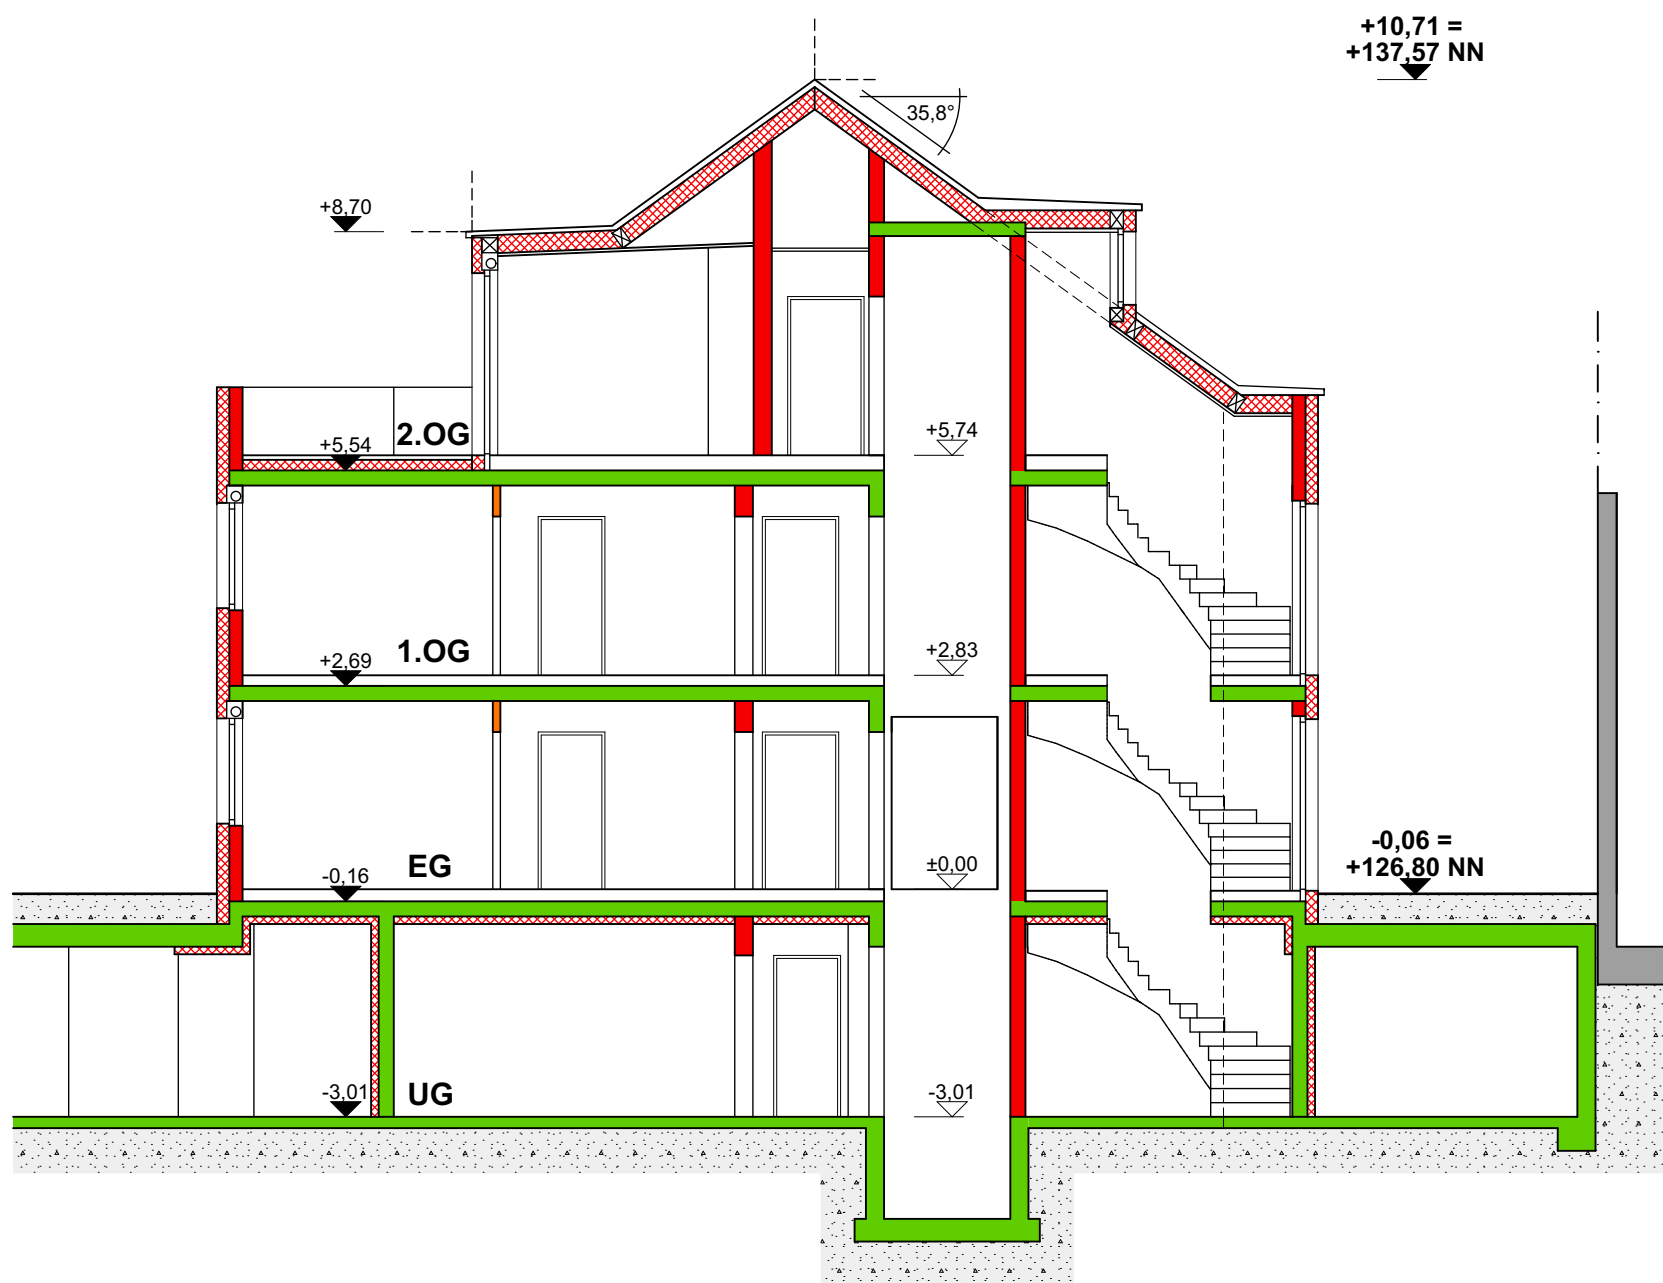 +10,71 =
+137,57 NN
35,8°
+8,70
2.OG
+5,54
+5,74
1.OG
+2,69
+2,83
-0,06 =
+126,80 NN
EG
-0,16
±0,00
UG
-3,01
-3,01